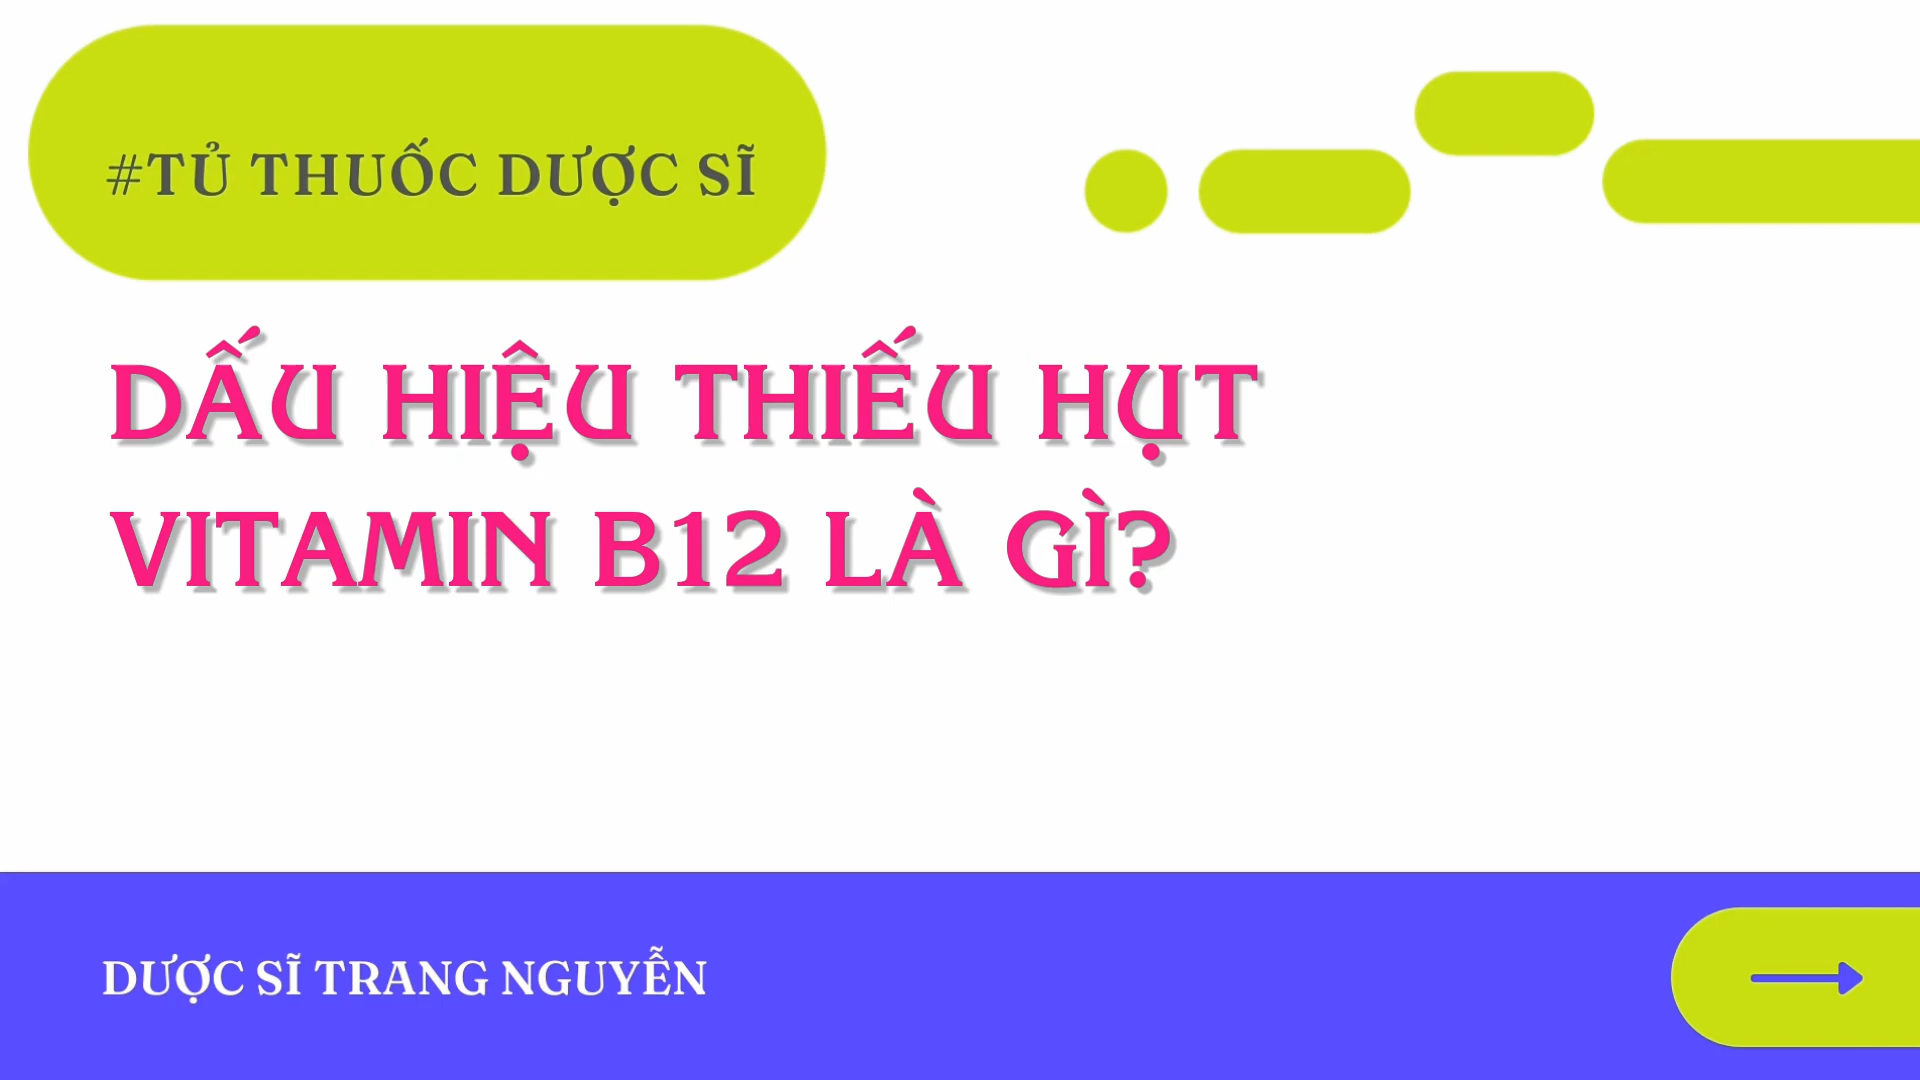 #TỦ THUỐC DƯỢC SĨ
DẤU HIỆU THIẾU HỤT
VITAMIN B12 LÀ GÌ?
DƯỢC SĨ TRANG NGUYỄN